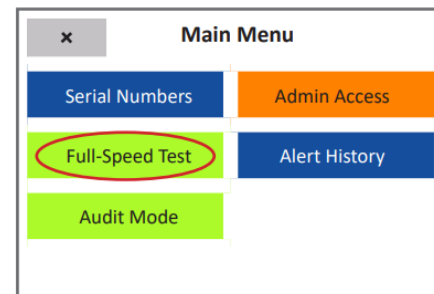 × Main Menu
Serial Numbers Admin Access
Full-Speed Test Alert History
Audit Mode